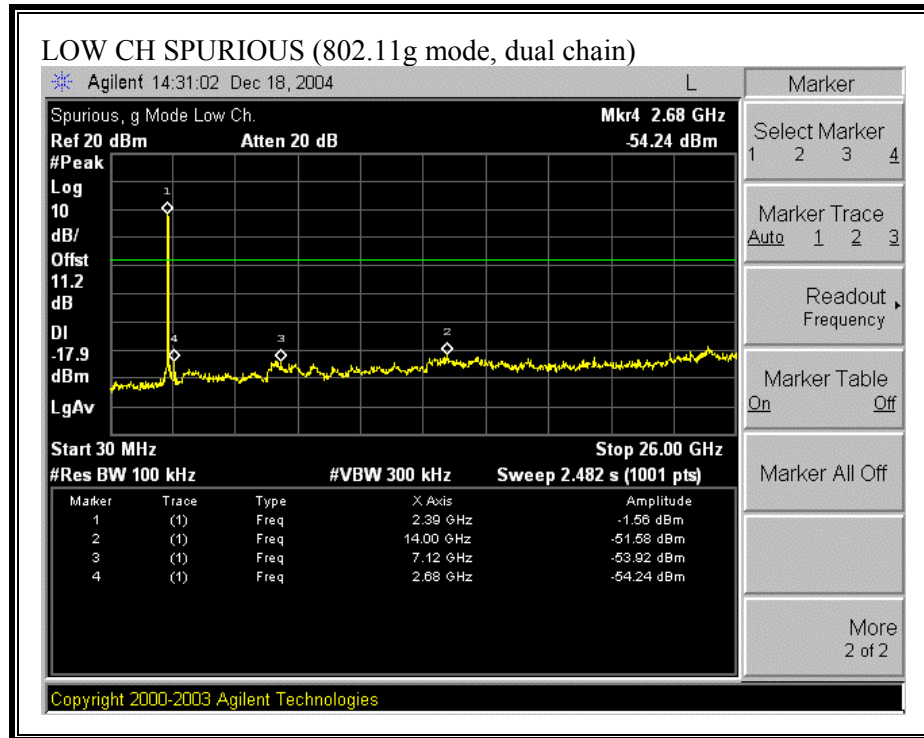 LOW CH SPURIOUS (802.11g mode, dual chain)
Agilent 14:31:02 Dec 18, 2004 L
Marker
Spurious, g Mode Low Ch. Mkr4 2.68 GHz
Ref 20 dBm Atten 20 dB -54.24 dBm
#Peak
Log
10
dB/
Offst
11.2
dB
DI
-17.9
dBm
LgAv
1
4
3
2
Start 30 MHz Stop 26.00 GHz
#Res BW 100 kHz #VBW 300 kHz Sweep 2.482 s (1001 pts)
Marker Trace Type X Axis Amplitude
1 (1) Freq 2.39 GHz -1.56 dBm
2 (1) Freq 14.00 GHz -51.58 dBm
3 (1) Freq 7.12 GHz -53.92 dBm
4 (1) Freq 2.68 GHz -54.24 dBm
Select Marker
1 2 3 4
Marker Trace
Auto 1 2 3
Readout
Frequency
Marker Table
On Off
Marker All Off
More
2 of 2
Copyright 2000-2003 Agilent Technologies